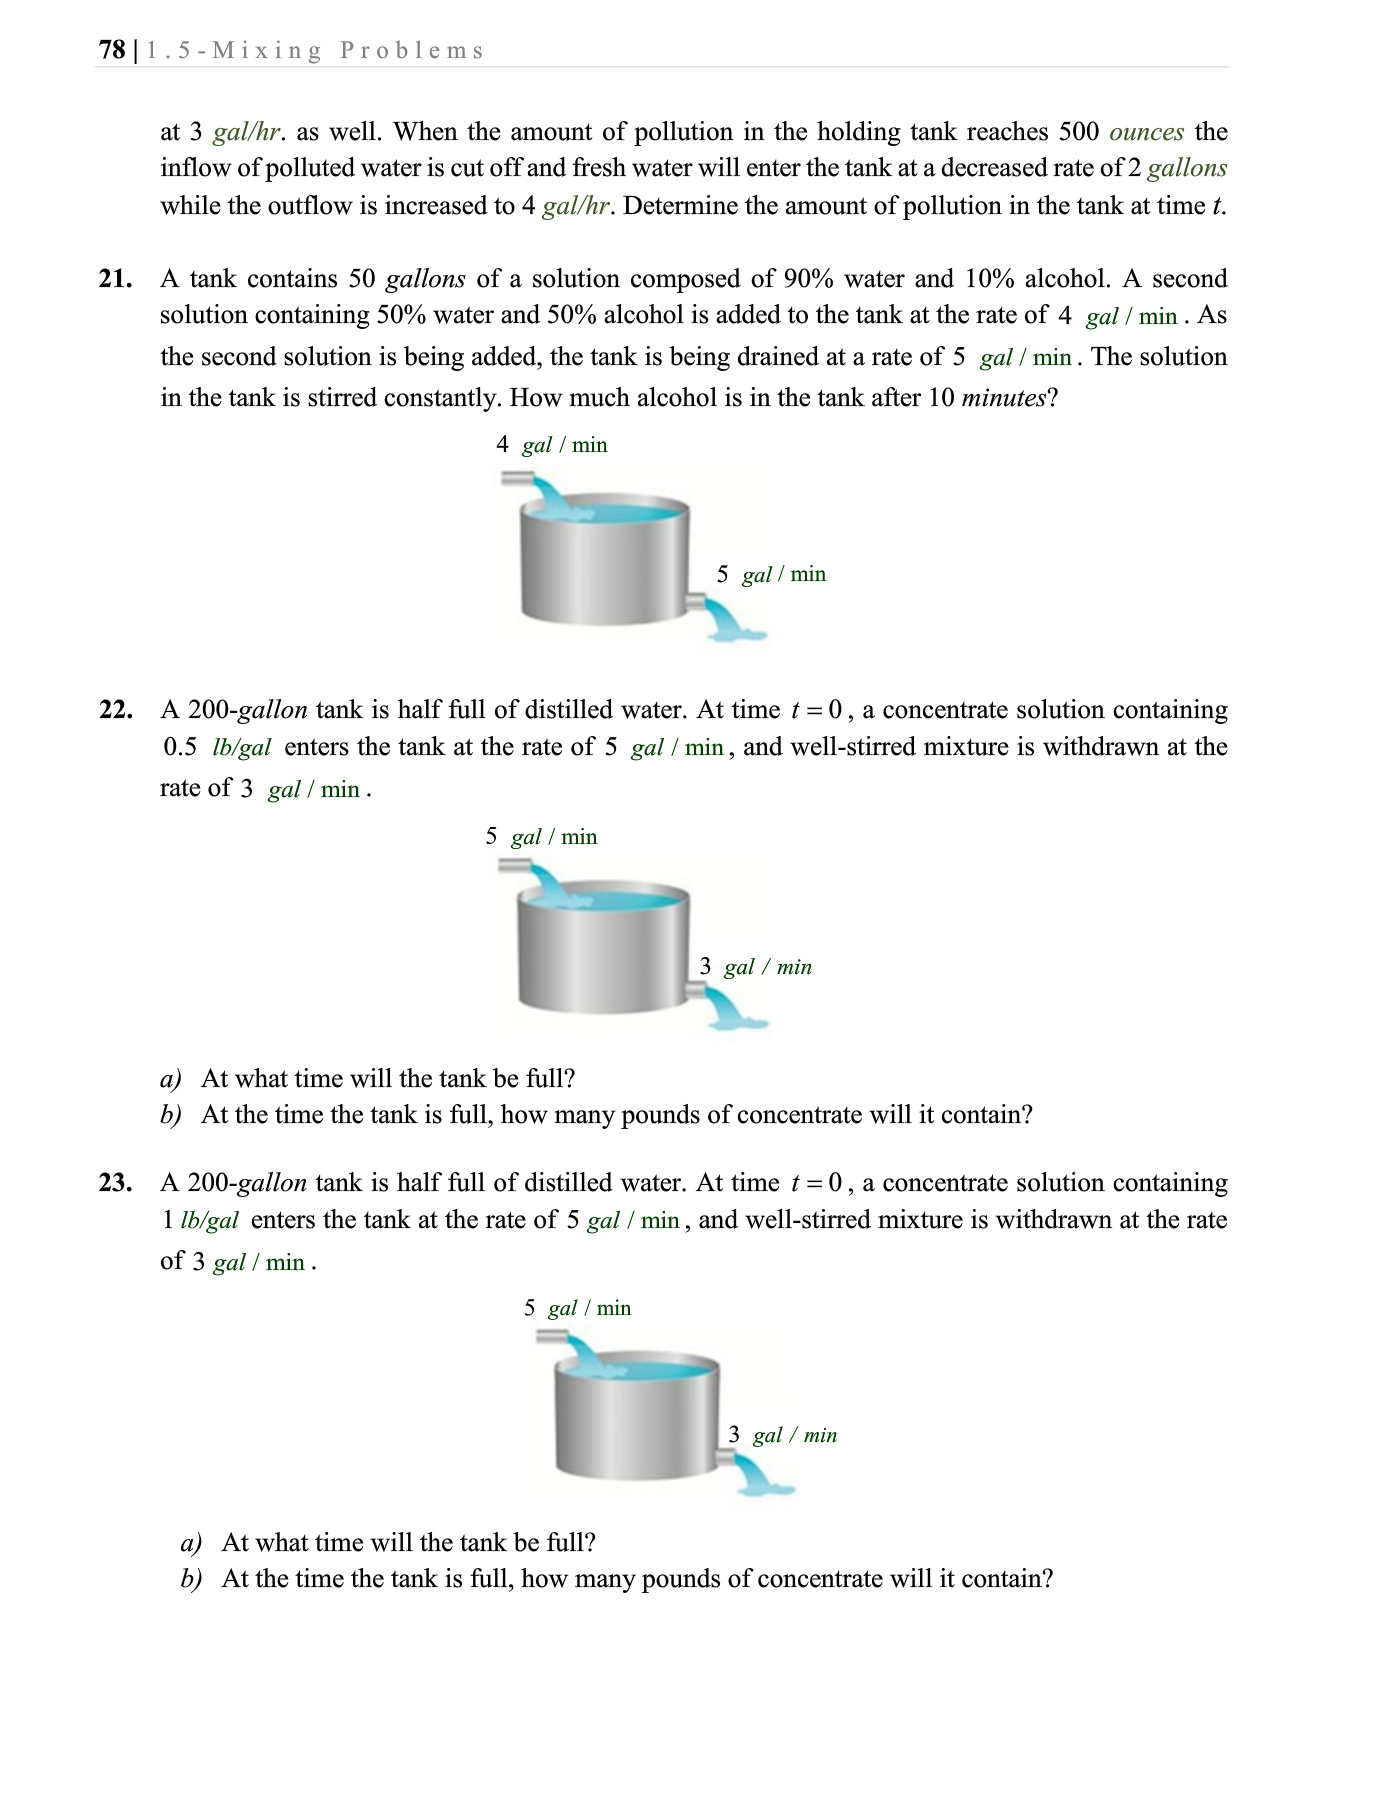 78 | 1.5-Mixing Problems
at 3 gal/hr. as well. When the amount of pollution in the holding tank reaches 500 ounces the
inflow of polluted water is cut off and fresh water will enter the tank at a decreased rate of 2 gallons
while the outflow is increased to 4 gal/hr. Determine the amount of pollution in the tank at time t.
21. A tank contains 50 gallons of a solution composed of 90% water and 10% alcohol. A second
solution containing 50% water and 50% alcohol is added to the tank at the rate of 4 gal / min . As
the second solution is being added, the tank is being drained at a rate of 5 gal / min . The solution
in the tank is stirred constantly. How much alcohol is in the tank after 10 minutes?
4 gal / min
5 gal / min
22. A 200-gallon tank is half full of distilled water. At time t = 0 , a concentrate solution containing
0.5 lb/gal enters the tank at the rate of 5 gal / min , and well-stirred mixture is withdrawn at the
rate of 3 gal / min .
5 gal / min
3 gal / min
a) At what time will the tank be full?
b) At the time the tank is full, how many pounds of concentrate will it contain?
23. A 200-gallon tank is half full of distilled water. At time t = 0 , a concentrate solution containing
1 lb/gal enters the tank at the rate of 5 gal / min , and well-stirred mixture is withdrawn at the rate
of 3 gal / min .
5 gal / min
3 gal / min
a) At what time will the tank be full?
b) At the time the tank is full, how many pounds of concentrate will it contain?